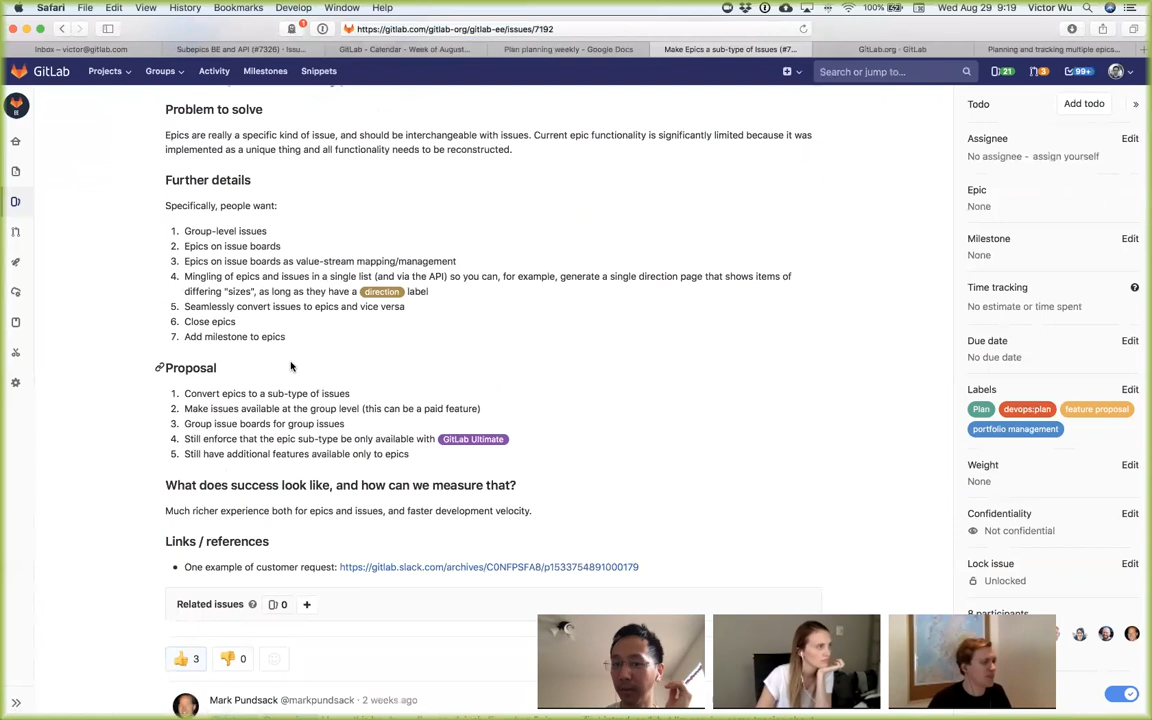 Safari File Edit View History Bookmarks Develop Window Help 100% Wed Aug 29 9:19 Victor Wu
https://gitlab.com/gitlab-org/gitlab-ee/issues/7192
Inbox – victor@gitlab.com Subepics BE and API (#7326) · Issu... GitLab - Calendar - Week of August... Plan planning weekly - Google Docs Make Epics a sub-type of Issues (#7... GitLab.org · GitLab Planning and tracking multiple epics...
GitLab Projects Groups Activity Milestones Snippets Search or jump to... 21 3 99+
Problem to solve
Epics are really a specific kind of issue, and should be interchangeable with issues. Current epic functionality is significantly limited because it was
implemented as a unique thing and all functionality needs to be reconstructed.
Further details
Specifically, people want:
1. Group-level issues
2. Epics on issue boards
3. Epics on issue boards as value-stream mapping/management
4. Mingling of epics and issues in a single list (and via the API) so you can, for example, generate a single direction page that shows items of
differing "sizes", as long as they have a direction label
5. Seamlessly convert issues to epics and vice versa
6. Close epics
7. Add milestone to epics
Proposal
1. Convert epics to a sub-type of issues
2. Make issues available at the group level (this can be a paid feature)
3. Group issue boards for group issues
4. Still enforce that the epic sub-type be only available with GitLab Ultimate
5. Still have additional features available only to epics
What does success look like, and how can we measure that?
Much richer experience both for epics and issues, and faster development velocity.
Links / references
• One example of customer request: https://gitlab.slack.com/archives/C0NFPSFA8/p1533754891000179
Related issues 0 +
3 0
Mark Pundsack @markpundsack · 2 weeks ago
Todo Add todo »
Assignee Edit
No assignee - assign yourself
Epic
None
Milestone Edit
None
Time tracking
No estimate or time spent
Due date Edit
No due date
Labels Edit
Plan devops:plan feature proposal
portfolio management
Weight Edit
None
Confidentiality Edit
Not confidential
Lock issue Edit
Unlocked
8 participants